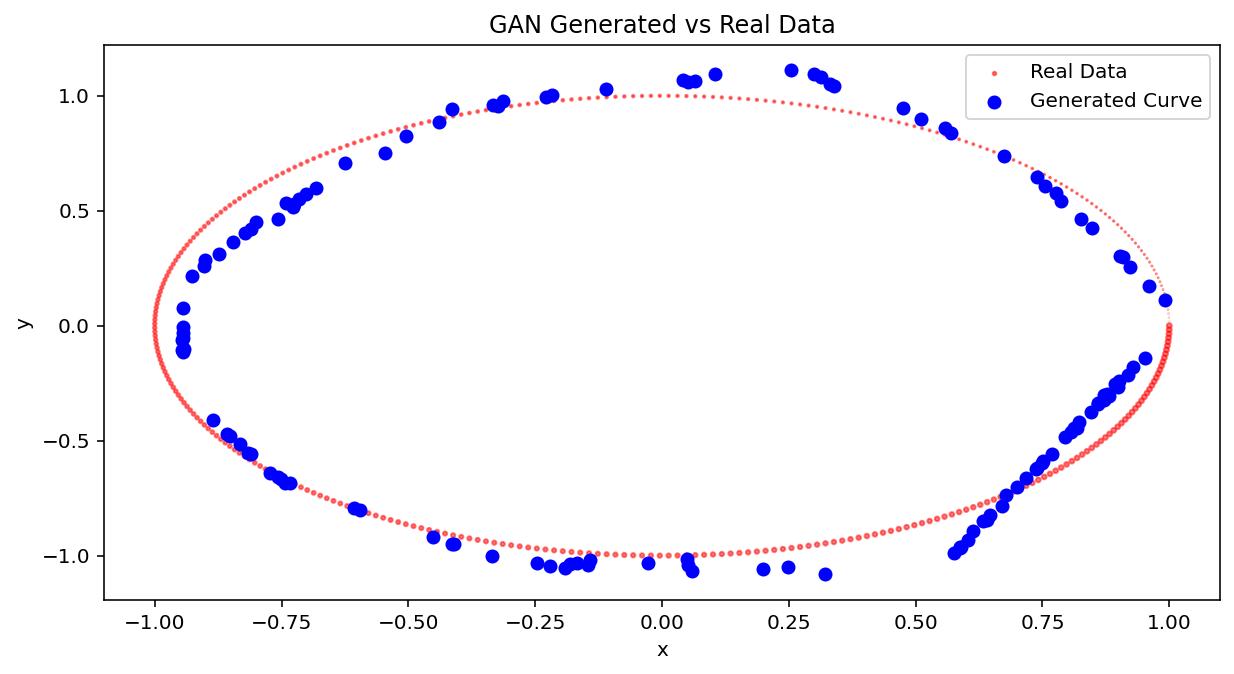 GAN Generated vs Real Data
Real Data
Generated Curve
y
1.0
0.5
0.0
−0.5
−1.0
−1.00 −0.75 −0.50 −0.25 0.00 0.25 0.50 0.75 1.00
x